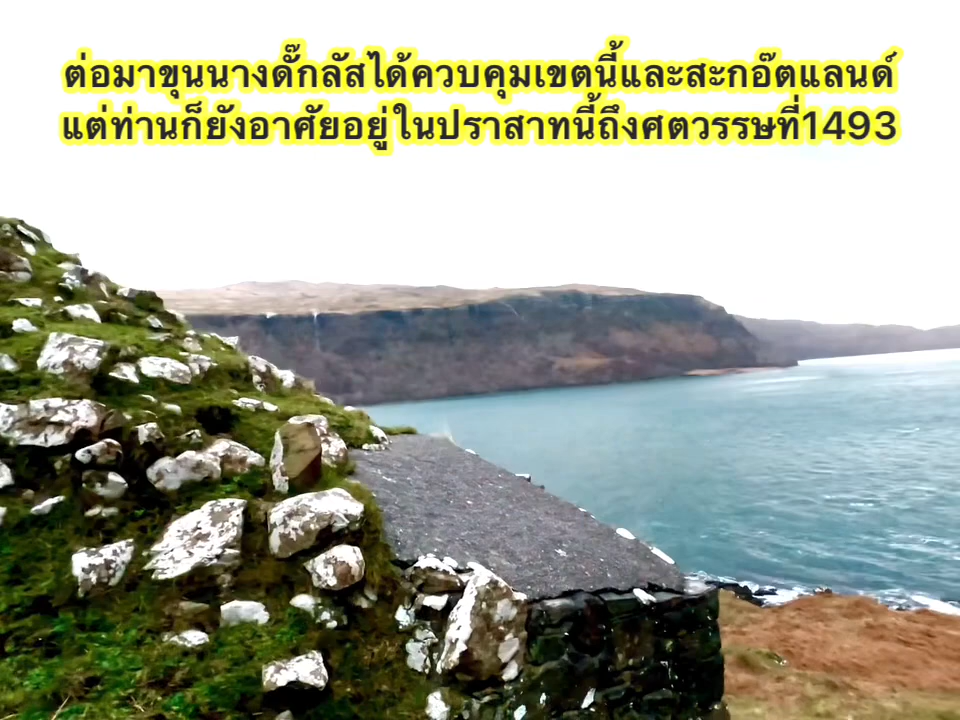 ต่อมาขุนนางดั๊กลัสได้ควบคุมเขตนี้และสะกอ๊ตแลนด์
แต่ท่านก็ยังอาศัยอยู่ในปราสาทนี้ถึงศตวรรษที่1493